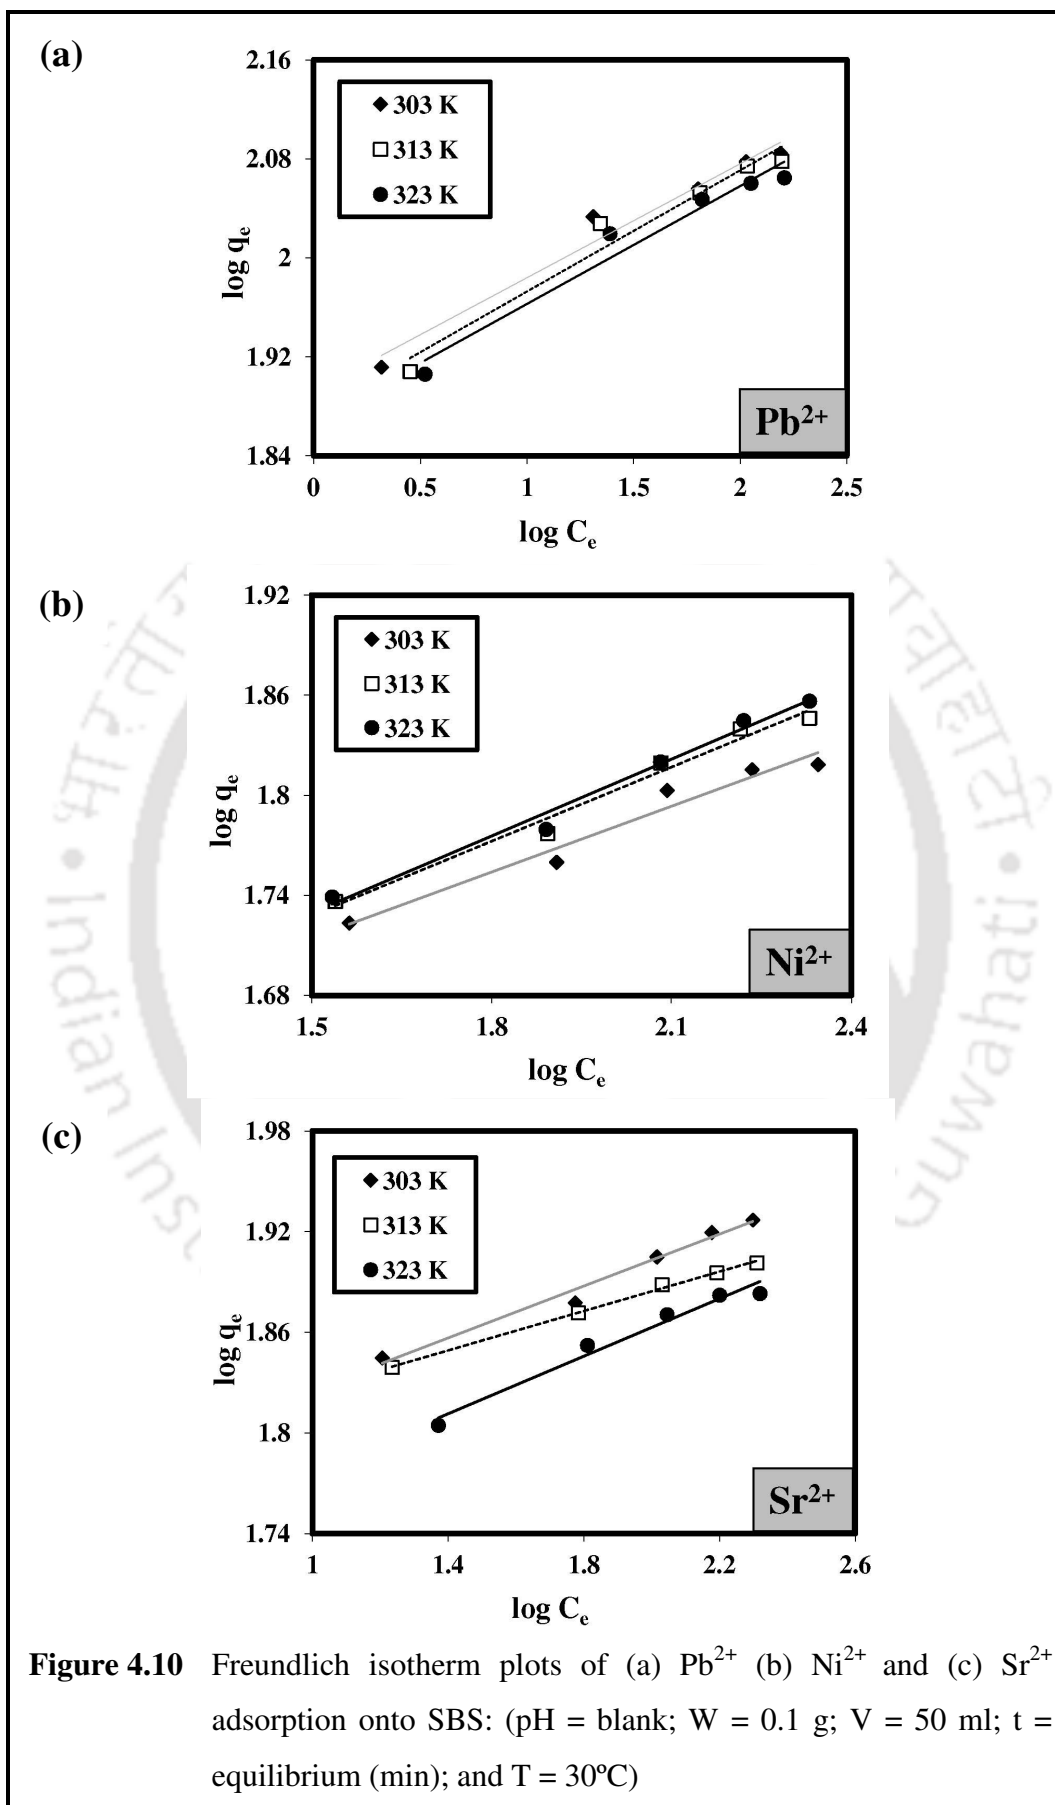 (a)
2.16
2.08
2
1.92
1.84
log qe
303 K
313 K
323 K
Pb2+
0 0.5 1 1.5 2 2.5
log Ce
(b)
1.92
1.86
1.8
1.74
1.68
log qe
303 K
313 K
323 K
Ni2+
1.5 1.8 2.1 2.4
log Ce
(c)
1.98
1.92
1.86
1.8
1.74
log qe
303 K
313 K
323 K
Sr2+
1 1.4 1.8 2.2 2.6
log Ce
Figure 4.10 Freundlich isotherm plots of (a) Pb2+ (b) Ni2+ and (c) Sr2+
adsorption onto SBS: (pH = blank; W = 0.1 g; V = 50 ml; t =
equilibrium (min); and T = 30ºC)
Indian Ins
Guwahati